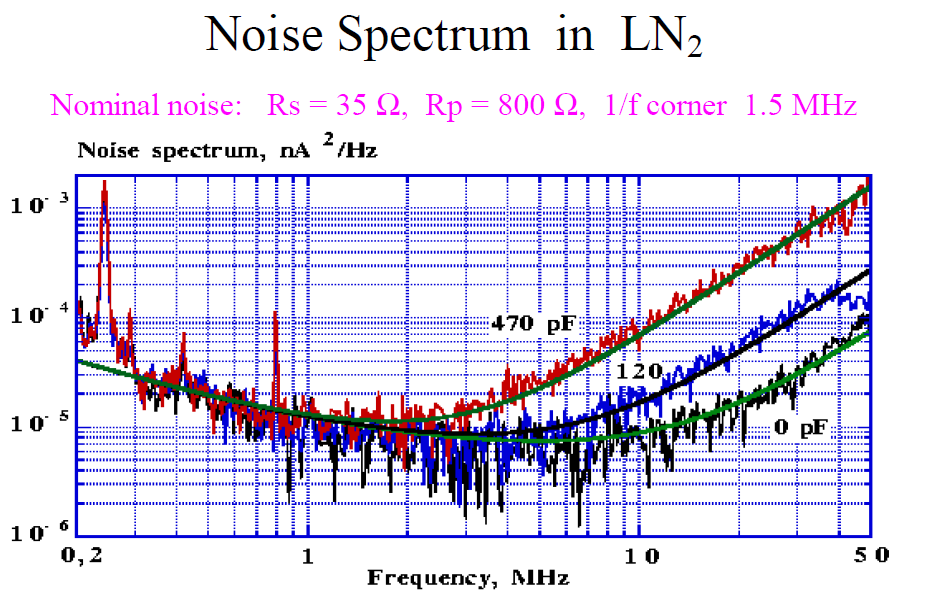 Noise Spectrum in LN₂
Nominal noise: Rs = 35 Ω, Rp = 800 Ω, 1/f corner 1.5 MHz
Noise spectrum, nA ²/Hz
10⁻³
10⁻⁴
470 pF
120
10⁻⁵
0 pF
10⁻⁶
0,2 1 10 50
Frequency, MHz